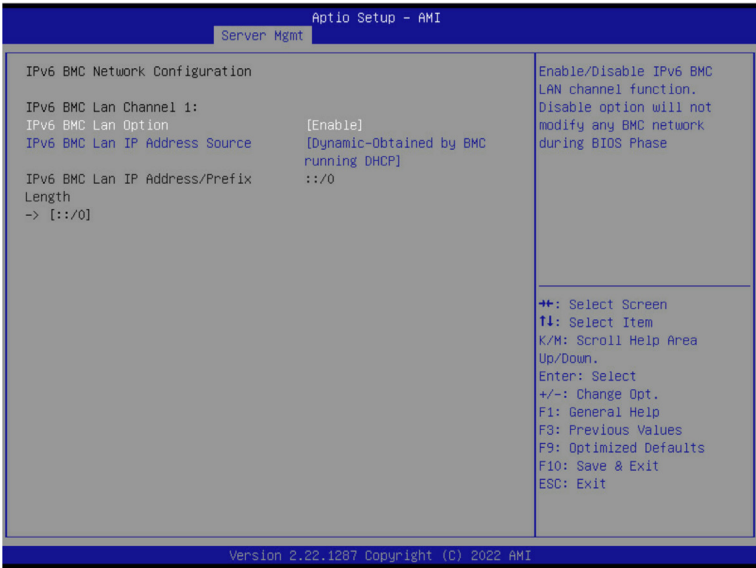 Aptio Setup – AMI
Server Mgmt
IPv6 BMC Network Configuration
IPv6 BMC Lan Channel 1:
IPv6 BMC Lan Option [Enable]
IPv6 BMC Lan IP Address Source [Dynamic-Obtained by BMC
running DHCP]
IPv6 BMC Lan IP Address/Prefix ::/0
Length
-> [::/0]
Enable/Disable IPv6 BMC
LAN channel function.
Disable option will not
modify any BMC network
during BIOS Phase
→←: Select Screen
↑↓: Select Item
K/M: Scroll Help Area
Up/Down.
Enter: Select
+/-: Change Opt.
F1: General Help
F3: Previous Values
F9: Optimized Defaults
F10: Save & Exit
ESC: Exit
Version 2.22.1287 Copyright (C) 2022 AMI